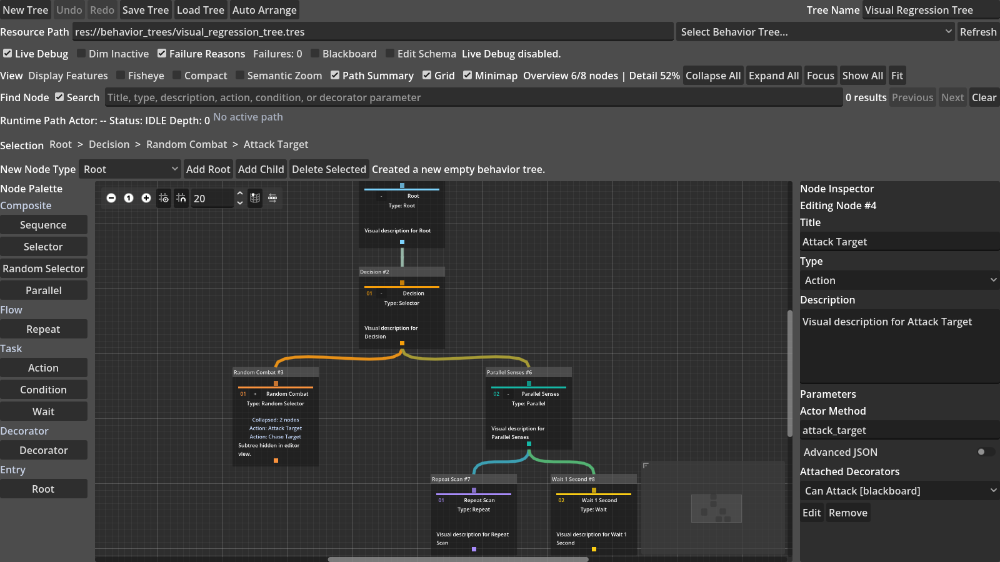 New Tree Undo Redo Save Tree Load Tree Auto Arrange Tree Name Visual Regression Tree
Resource Path res://behavior_trees/visual_regression_tree.tres Select Behavior Tree... Refresh
Live Debug Dim Inactive Failure Reasons Failures: 0 Blackboard Edit Schema Live Debug disabled.
View Display Features Fisheye Compact Semantic Zoom Path Summary Grid Minimap Overview 6/8 nodes | Detail 52% Collapse All Expand All Focus Show All Fit
Find Node Search Title, type, description, action, condition, or decorator parameter 0 results Previous Next Clear
Runtime Path Actor: -- Status: IDLE Depth: 0 No active path
Selection Root > Decision > Random Combat > Attack Target
New Node Type Root Add Root Add Child Delete Selected Created a new empty behavior tree.
Node Palette
Composite
Sequence
Selector
Random Selector
Parallel
Flow
Repeat
Task
Action
Condition
Wait
Decorator
Decorator
Entry
Root
1 20
- Root
Type: Root
Visual description for Root
Decision #2
01 - Decision
Type: Selector
Visual description for
Decision
Random Combat #3
01 + Random Combat
Type: Random Selector
Collapsed: 2 nodes
Action: Attack Target
Action: Chase Target
Subtree hidden in editor
view.
Parallel Senses #6
02 - Parallel Senses
Type: Parallel
Visual description for
Parallel Senses
Repeat Scan #7
01 Repeat Scan
Type: Repeat
Visual description for Repeat
Scan
Wait 1 Second #8
02 Wait 1 Second
Type: Wait
Visual description for Wait 1
Second
Node Inspector
Editing Node #4
Title
Attack Target
Type
Action
Description
Visual description for Attack Target
Parameters
Actor Method
attack_target
Advanced JSON
Attached Decorators
Can Attack [blackboard]
Edit Remove